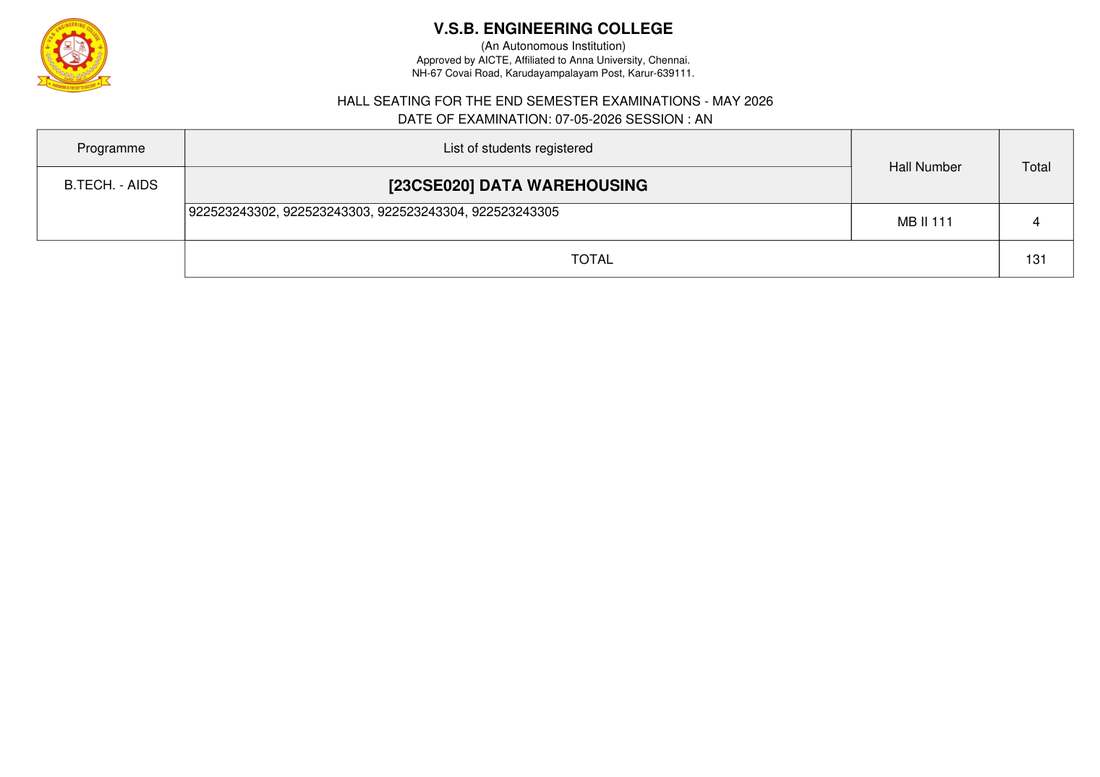 V.S.B. ENGINEERING COLLEGE
(An Autonomous Institution)
Approved by AICTE, Affiliated to Anna University, Chennai.
NH-67 Covai Road, Karudayampalayam Post, Karur-639111.
HALL SEATING FOR THE END SEMESTER EXAMINATIONS - MAY 2026
DATE OF EXAMINATION: 07-05-2026 SESSION : AN
Programme
List of students registered
Hall Number
Total
B.TECH. - AIDS
[23CSE020] DATA WAREHOUSING
922523243302, 922523243303, 922523243304, 922523243305
MB II 111
4
TOTAL
131